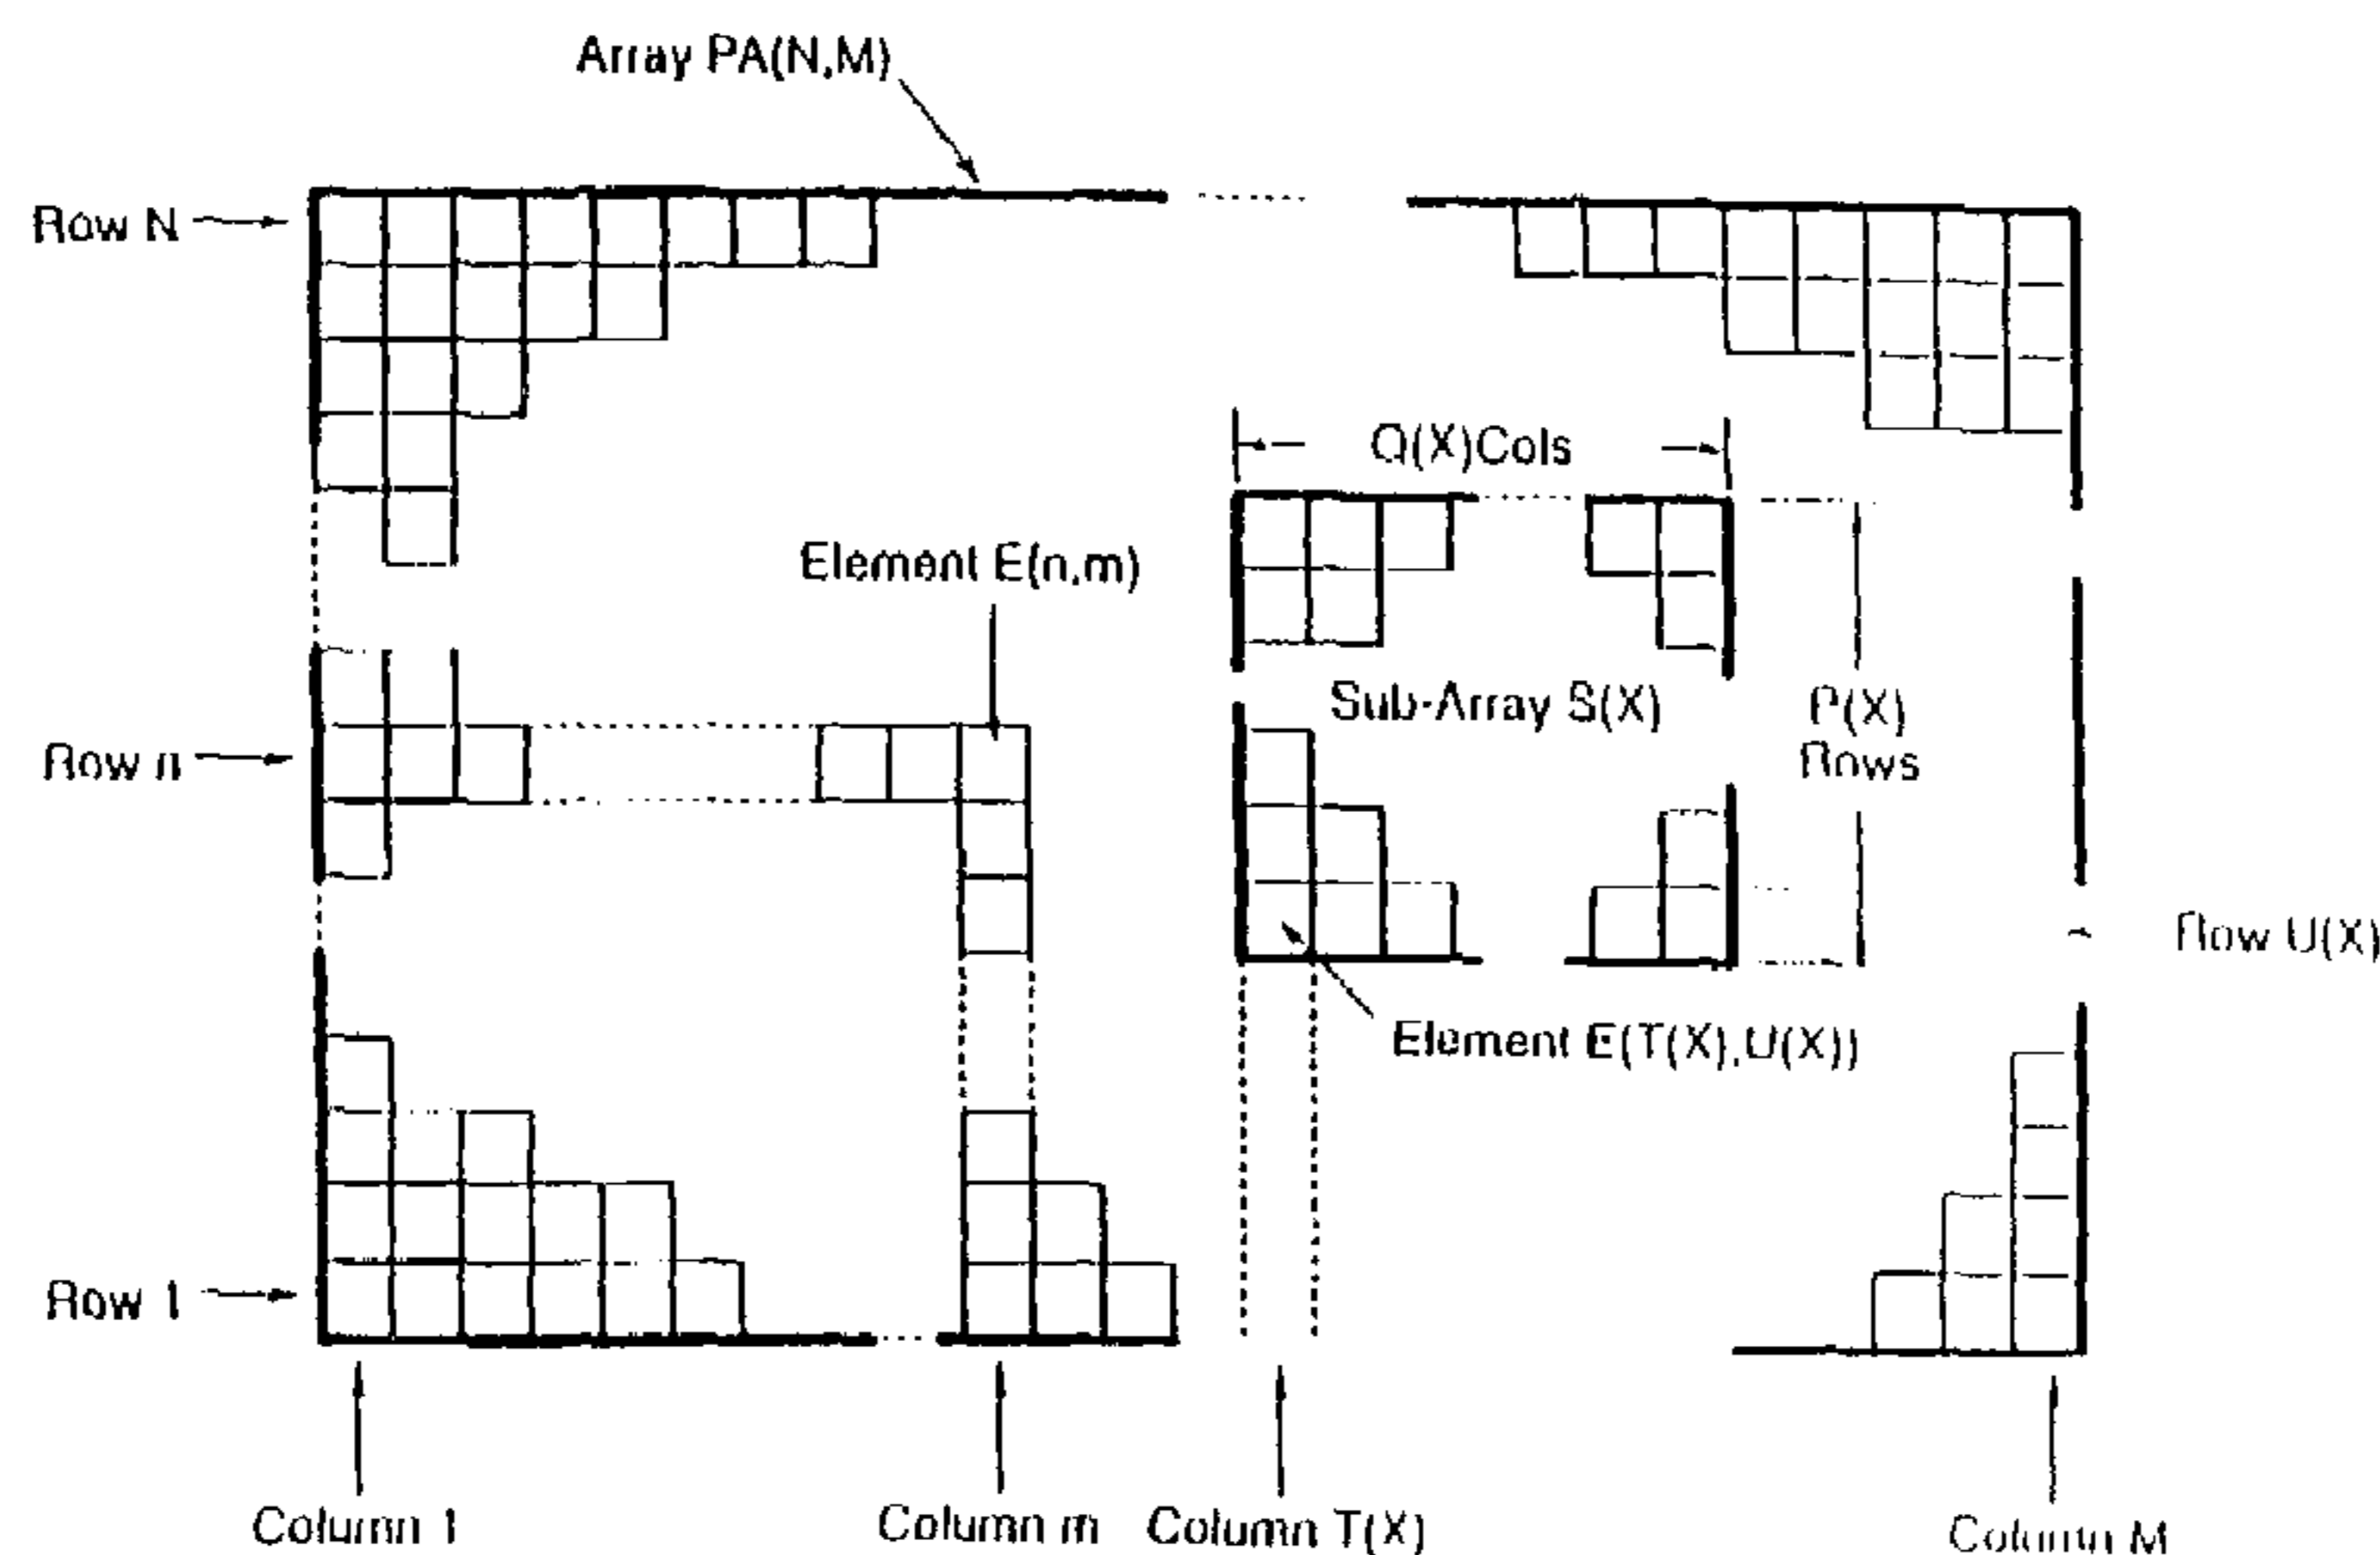 Array PA(N,M)
Row N
Q(X)Cols
Element E(n,m)
Sub-Array S(X)
P(X)
Rows
Row n
Row U(X)
Element E(T(X),U(X))
Row 1
Column 1
Column m
Column T(X)
Column M